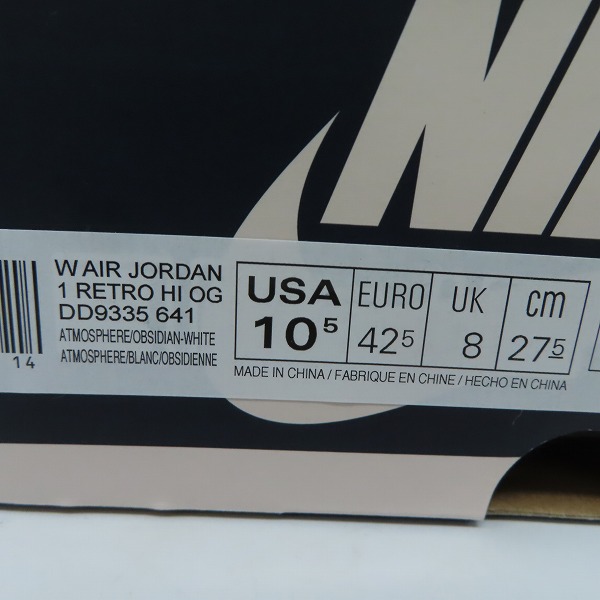 NI
W AIR JORDAN
1 RETRO HI OG
DD9335 641
ATMOSPHERE/OBSIDIAN-WHITE
ATMOSPHERE/BLANC/OBSIDIENNE
14
USA
10⁵
EURO
42⁵
UK
8
cm
27⁵
MADE IN CHINA / FABRIQUE EN CHINE / HECHO EN CHINA